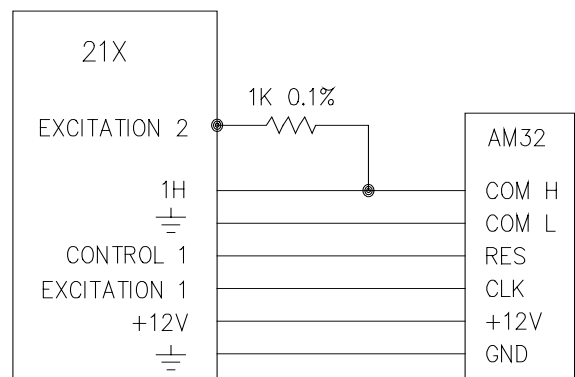 21X
1K 0.1%
EXCITATION 2
AM32
1H
COM H
COM L
CONTROL 1
RES
EXCITATION 1
CLK
+12V
+12V
GND